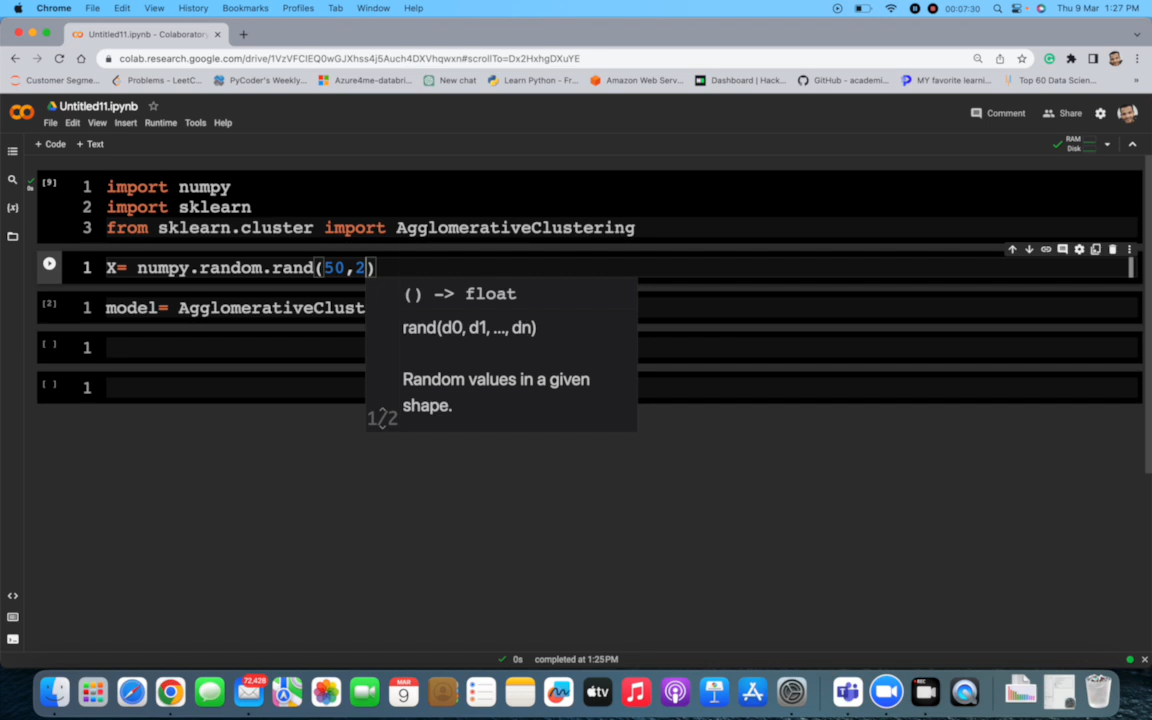 Chrome File Edit View History Bookmarks Profiles Tab Window Help 00:07:30 Thu 9 Mar 1:27 PM
Untitled11.ipynb - Colaboratory
colab.research.google.com/drive/1VzVFClEQ0wGJXhss4j5Auch4DXVhqwxn#scrollTo=Dx2HxhgDXuYE
Customer Segme... Problems - LeetC... PyCoder's Weekly... Azure4me-databri... New chat Learn Python - Fr... Amazon Web Serv... Dashboard | Hack... GitHub - academi... MY favorite learni... Top 60 Data Scien... »
Untitled11.ipynb
Comment Share
File Edit View Insert Runtime Tools Help
+ Code + Text
RAM
Disk
[9] 1 import numpy
0s
2 import sklearn
3 from sklearn.cluster import AgglomerativeClustering
1 X= numpy.random.rand(50,2)
() -> float
[2] 1 model= AgglomerativeClust
rand(d0, d1, ..., dn)
[ ] 1
Random values in a given
[ ] 1
shape.
1/2
0s completed at 1:25PM
72,428
MAR
9
REC